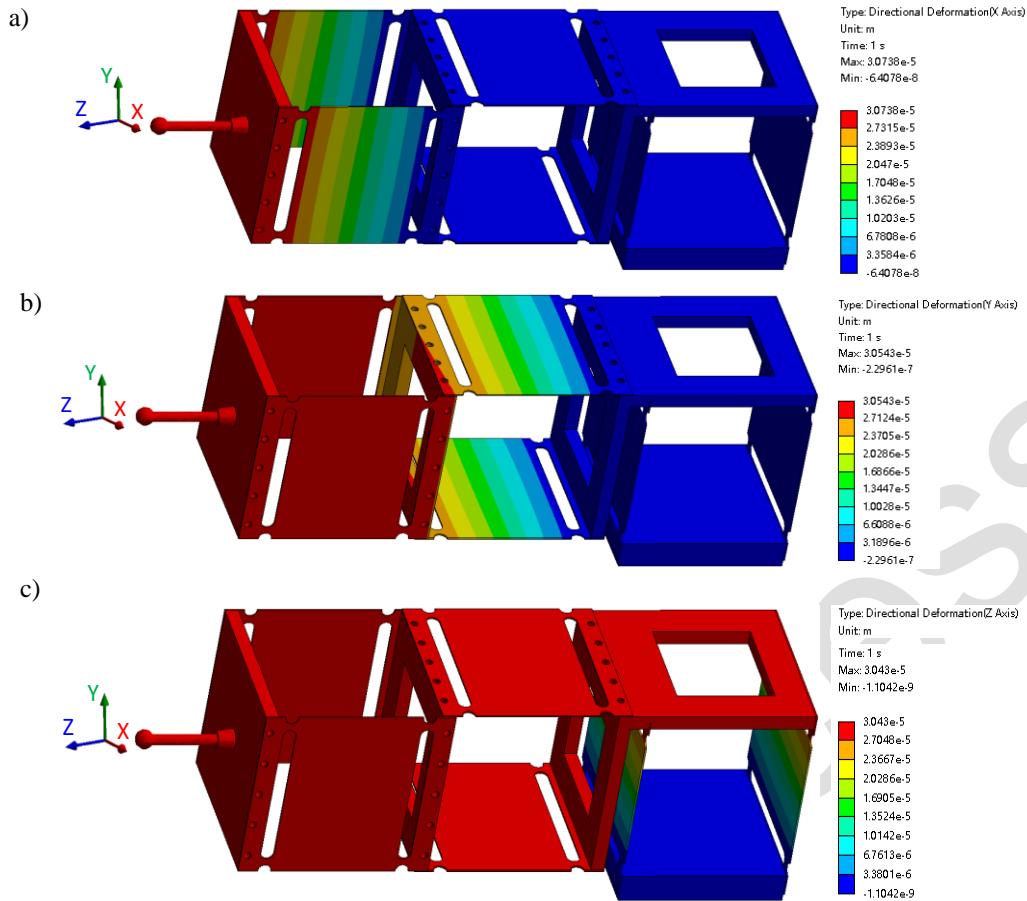 a)
Type: Directional Deformation(X Axis)
Unit: m
Time: 1 s
Max: 3.0738e-5
Min: -6.4078e-8
3.0738e-5
2.7315e-5
2.3893e-5
2.047e-5
1.7048e-5
1.3626e-5
1.0203e-5
6.7808e-6
3.3584e-6
-6.4078e-8
Y
Z
X
b)
Type: Directional Deformation(Y Axis)
Unit: m
Time: 1 s
Max: 3.0543e-5
Min: -2.2961e-7
3.0543e-5
2.7124e-5
2.3705e-5
2.0286e-5
1.6866e-5
1.3447e-5
1.0028e-5
6.6088e-6
3.1896e-6
-2.2961e-7
Y
Z
X
c)
Type: Directional Deformation(Z Axis)
Unit: m
Time: 1 s
Max: 3.043e-5
Min: -1.1042e-9
3.043e-5
2.7048e-5
2.3667e-5
2.0286e-5
1.6905e-5
1.3524e-5
1.0142e-5
6.7613e-6
3.3801e-6
-1.1042e-9
Y
Z
X